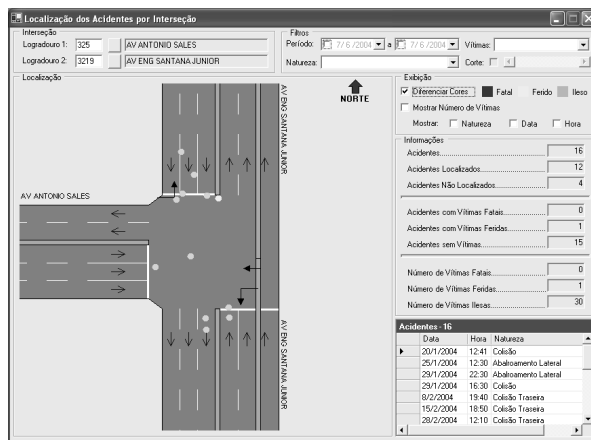 Localização dos Acidentes por Interseção
Interseção
Logradouro 1: 325 AV ANTONIO SALES
Logradouro 2: 3219 AV ENG SANTANA JUNIOR
Filtros
Período: 7/ 6 /2004 a 7/ 6 /2004 Vítimas:
Natureza: Corte:
Localização
NORTE
AV ENG SANTANA JUNIOR
AV ANTONIO SALES
AV ENG SANTANA JUNIOR
Exibição
Diferenciar Cores Fatal Ferido Ileso
Mostrar Número de Vítimas
Mostrar: Natureza Data Hora
Informações
Acidentes 16
Acidentes Localizados 12
Acidentes Não Localizados 4
Acidentes com Vítimas Fatais 0
Acidentes com Vítimas Feridas 1
Acidentes sem Vítimas 15
Número de Vítimas Fatais 0
Número de Vítimas Feridas 1
Número de Vítimas Ilesas 30
Acidentes - 16
Data Hora Natureza
20/1/2004 12:41 Colisão
25/1/2004 12:30 Abalroamento Lateral
29/1/2004 22:30 Abalroamento Lateral
29/1/2004 16:30 Colisão
8/2/2004 19:40 Colisão Traseira
15/2/2004 18:50 Colisão Traseira
28/2/2004 12:10 Colisão Traseira